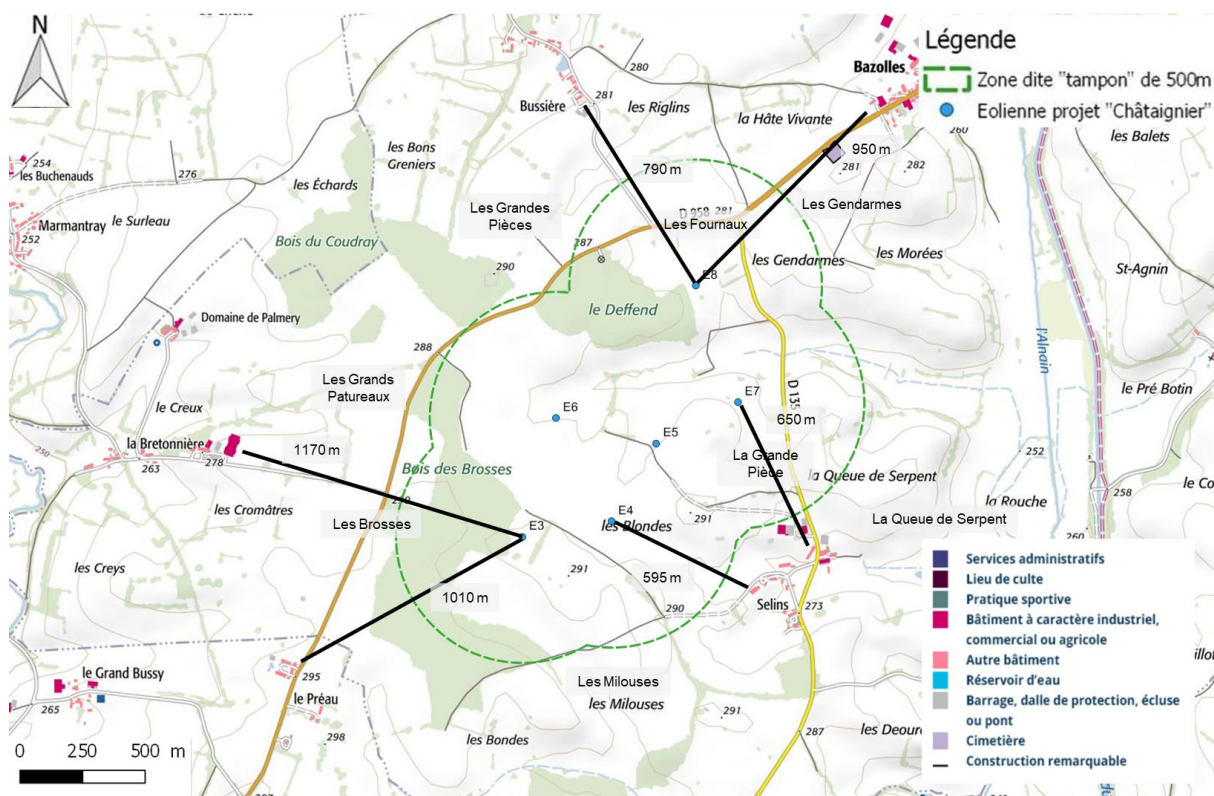 N
Légende
Zone dite "tampon" de 500m
Eolienne projet "Châtaignier"
Bazolles
280
281
Bussière
les Riglins
la Hâte Vivante
260
les Balets
les Bons
Greniers
950 m
281
282
254
les Buchenauds
276
790 m
les Échards
le Surleau
Marmantray
252
Les Grandes
Pièces
D 958
281
Les Fournaux
Les Gendarmes
Bois du Coudray
287
290
les Gendarmes
les Morées
St-Agnin
E8
le Deffend
l'Alnain
Domaine de Palmery
288
Les Grands
Patureaux
le Pré Botin
E7
D 135
E6
650 m
le Creux
la Bretonnière
1170 m
E5
250
263
278
Bois des Brosses
La Grande
Pièce
la Queue de Serpent
252
la Rouche
258
les Cromôtres
Les Brosses
E4
les Blondes
291
La Queue de Serpent
E3
260
les Creys
291
595 m
1010 m
290
Selins
273
295
le Grand Bussy
265
le Préau
Les Milouses
les Milouses
291
298
les Bondes
287
les Deour
0 250 500 m
Services administratifs
Lieu de culte
Pratique sportive
Bâtiment à caractère industriel,
commercial ou agricole
Autre bâtiment
Réservoir d'eau
Barrage, dalle de protection, écluse
ou pont
Cimetière
Construction remarquable